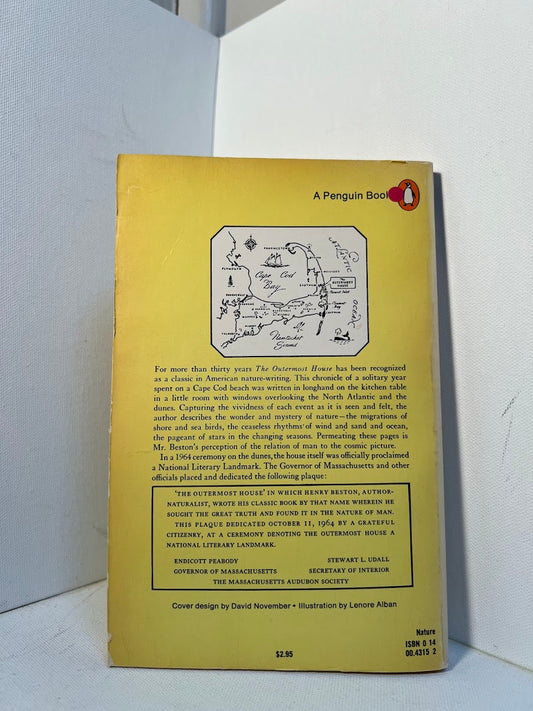 A Penguin Book
PROVINCETOWN
ATLANTIC
PLYMOUTH
Cape Cod
Bay
EASTHAM
The
OUTERMOST
HOUSE
OCEAN
Nantucket
Sound
For more than thirty years The Outermost House has been recognized
as a classic in American nature-writing. This chronicle of a solitary year
spent on a Cape Cod beach was written in longhand on the kitchen table
in a little room with windows overlooking the North Atlantic and the
dunes. Capturing the vividness of each event as it is seen and felt, the
author describes the wonder and mystery of nature—the migrations of
shore and sea birds, the ceaseless rhythms of wind and sand and ocean,
the pageant of stars in the changing seasons. Permeating these pages is
Mr. Beston's perception of the relation of man to the cosmic picture.
In a 1964 ceremony on the dunes, the house itself was officially proclaimed
a National Literary Landmark. The Governor of Massachusetts and other
officials placed and dedicated the following plaque:
'THE OUTERMOST HOUSE' IN WHICH HENRY BESTON, AUTHOR-
NATURALIST, WROTE HIS CLASSIC BOOK BY THAT NAME WHEREIN HE
SOUGHT THE GREAT TRUTH AND FOUND IT IN THE NATURE OF MAN.
THIS PLAQUE DEDICATED OCTOBER 11, 1964 BY A GRATEFUL
CITIZENRY, AT A CEREMONY DENOTING THE OUTERMOST HOUSE A
NATIONAL LITERARY LANDMARK.
ENDICOTT PEABODY STEWART L. UDALL
GOVERNOR OF MASSACHUSETTS SECRETARY OF INTERIOR
THE MASSACHUSETTS AUDUBON SOCIETY
Cover design by David November • Illustration by Lenore Alban
Nature
ISBN 0 14
00.4315 2
$2.95